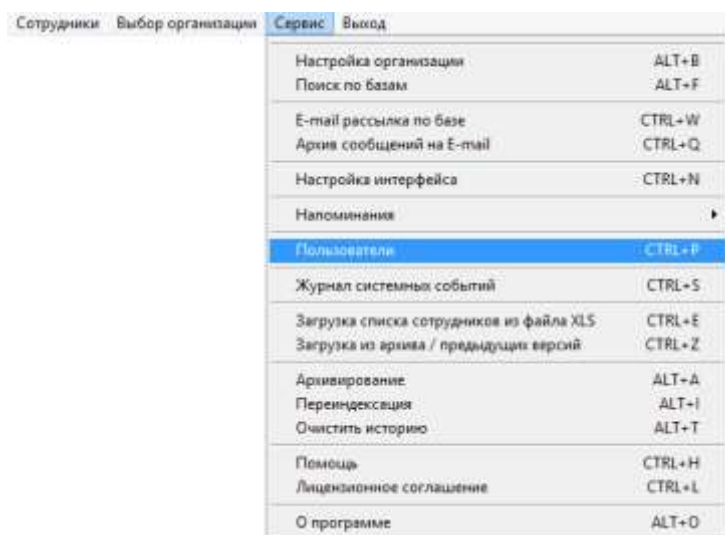 Сотрудники Выбор организации Сервис Выход
Настройка организации ALT+B
Поиск по базам ALT+F
E-mail рассылка по базе CTRL+W
Архив сообщений на E-mail CTRL+Q
Настройка интерфейса CTRL+N
Напоминания
Пользователи CTRL+P
Журнал системных событий CTRL+S
Загрузка списка сотрудников из файла XLS CTRL+E
Загрузка из архива / предыдущих версий CTRL+Z
Архивирование ALT+A
Переиндексация ALT+I
Очистить историю ALT+T
Помощь CTRL+H
Лицензионное соглашение CTRL+L
О программе ALT+O